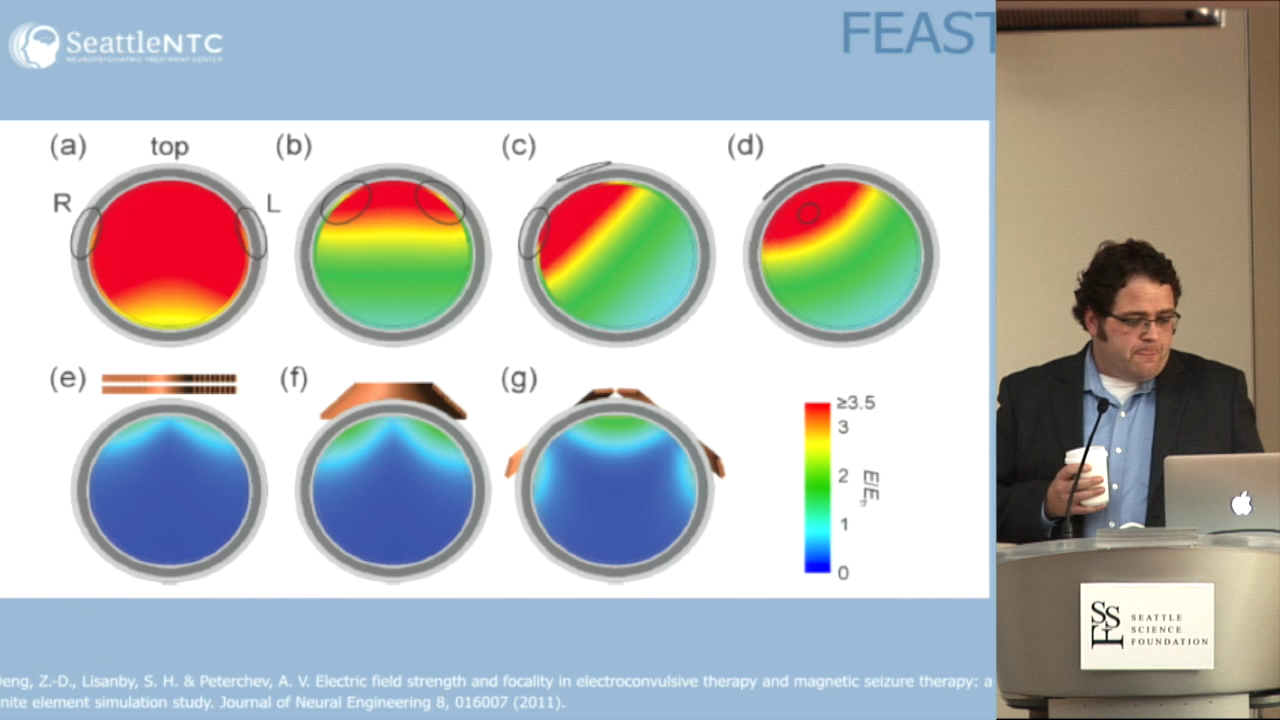 SeattleNTC
NEUROPSYCHIATRIC TREATMENT CENTER
FEAST
(a) top (b) (c) (d)
R L
(e) (f) (g)
≥3.5
3
2
1
0
E/Eₜₕ
eng, Z.-D., Lisanby, S. H. & Peterchev, A. V. Electric field strength and focality in electroconvulsive therapy and magnetic seizure therapy: a
nite element simulation study. Journal of Neural Engineering 8, 016007 (2011).
SSF
SEATTLE
SCIENCE
FOUNDATION